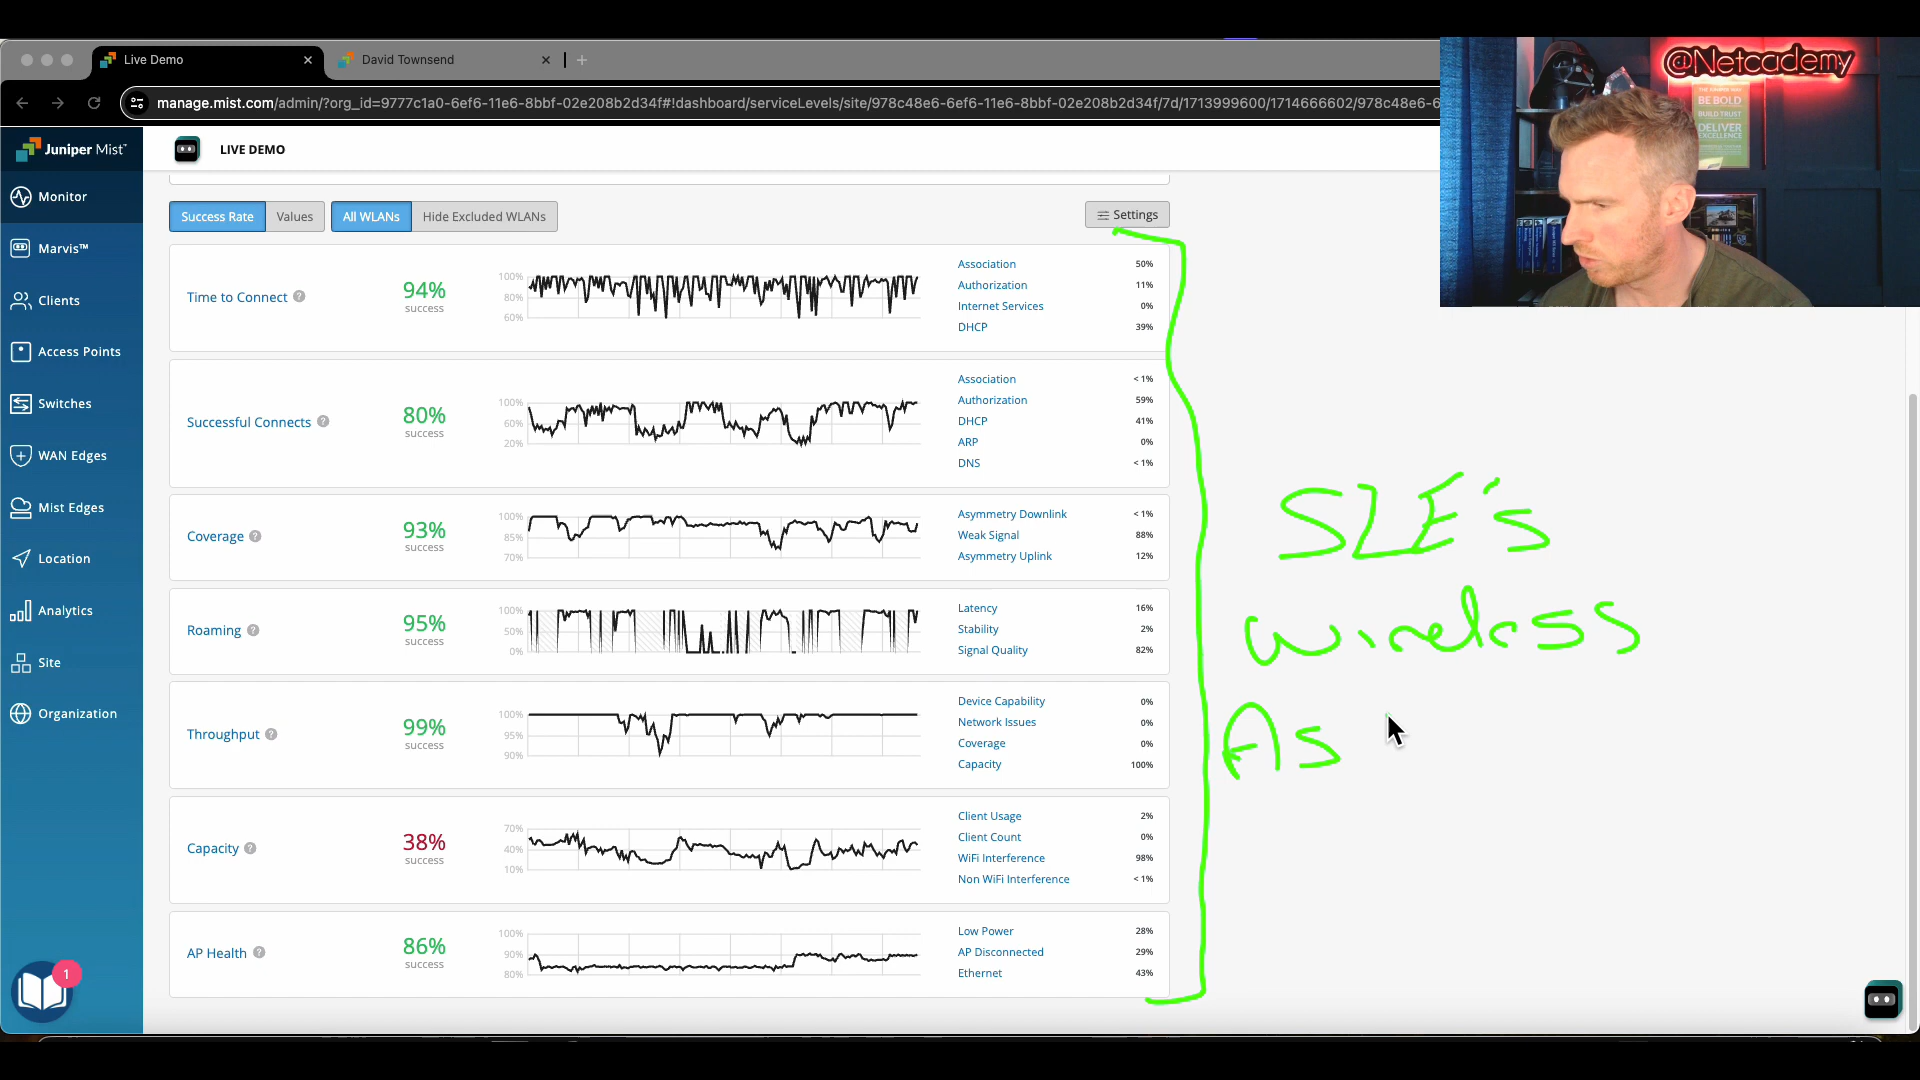 Live Demo
David Townsend
manage.mist.com/admin/?org_id=9777c1a0-6ef6-11e6-8bbf-02e208b2d34f#!dashboard/serviceLevels/site/978c48e6-6ef6-11e6-8bbf-02e208b2d34f/7d/1713999600/1714666602/978c48e6-6
@Netcademy
BE BOLD
BUILD TRUST
DELIVER
EXCELLENCE
Juniper Mist™
LIVE DEMO
Monitor
Marvis™
Clients
Access Points
Switches
WAN Edges
Mist Edges
Location
Analytics
Site
Organization
1
Success Rate Values All WLANs Hide Excluded WLANs Settings
Time to Connect ?
94%
success
100%
80%
60%
Association 50%
Authorization 11%
Internet Services 0%
DHCP 39%
Successful Connects ?
80%
success
100%
60%
20%
Association < 1%
Authorization 59%
DHCP 41%
ARP 0%
DNS < 1%
Coverage ?
93%
success
100%
85%
70%
Asymmetry Downlink < 1%
Weak Signal 88%
Asymmetry Uplink 12%
Roaming ?
95%
success
100%
50%
0%
Latency 16%
Stability 2%
Signal Quality 82%
Throughput ?
99%
success
100%
95%
90%
Device Capability 0%
Network Issues 0%
Coverage 0%
Capacity 100%
Capacity ?
38%
success
70%
40%
10%
Client Usage 2%
Client Count 0%
WiFi Interference 98%
Non WiFi Interference < 1%
AP Health ?
86%
success
100%
90%
80%
Low Power 28%
AP Disconnected 29%
Ethernet 43%
SLE's
wireless
As